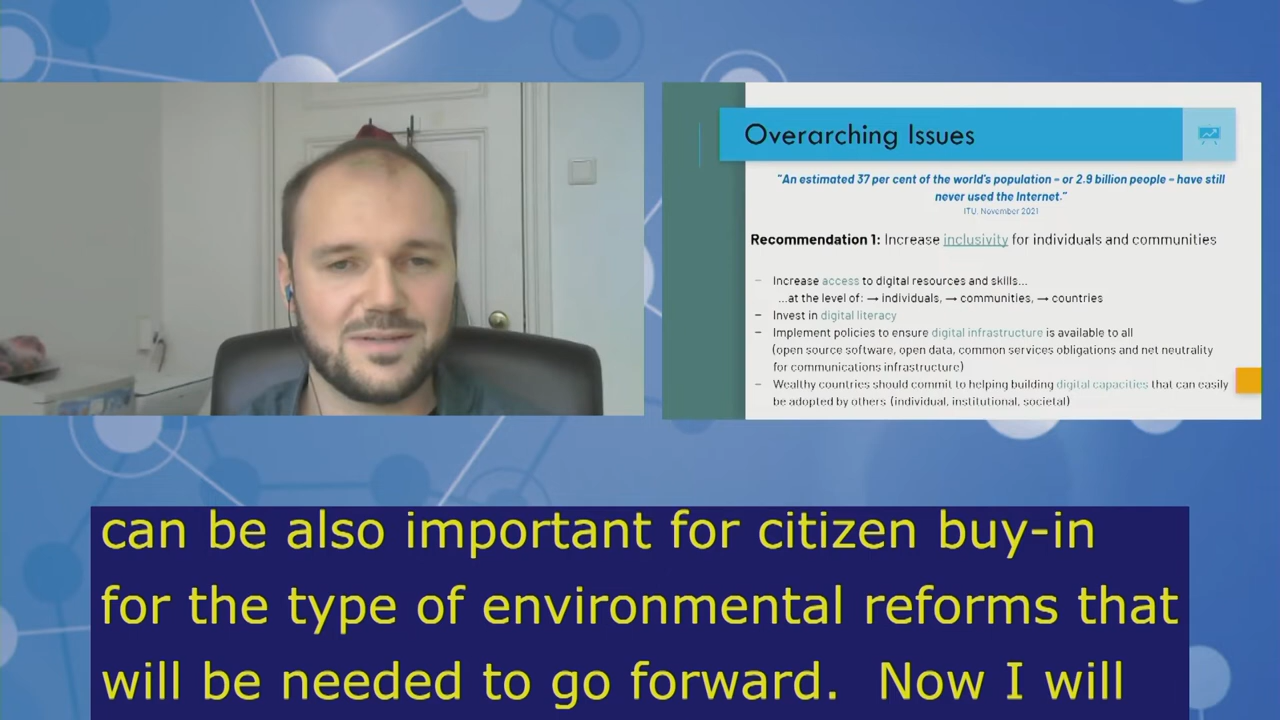 Overarching Issues
"An estimated 37 per cent of the world's population – or 2.9 billion people – have still
never used the Internet."
ITU, November 2021
Recommendation 1: Increase inclusivity for individuals and communities
– Increase access to digital resources and skills...
...at the level of: → individuals, → communities, → countries
– Invest in digital literacy
– Implement policies to ensure digital infrastructure is available to all
(open source software, open data, common services obligations and net neutrality
for communications infrastructure)
– Wealthy countries should commit to helping building digital capacities that can easily
be adopted by others (individual, institutional, societal)
can be also important for citizen buy-in
for the type of environmental reforms that
will be needed to go forward. Now I will